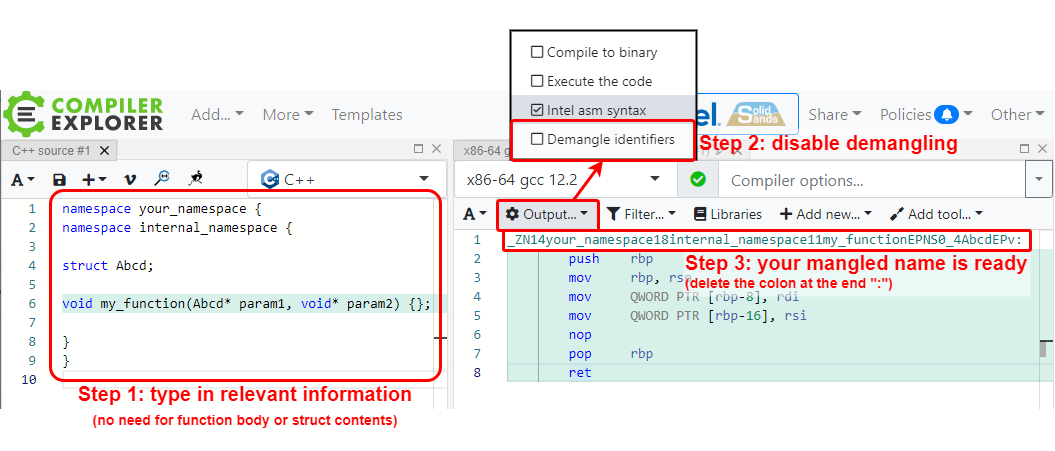 Compile to binary
Execute the code
Intel asm syntax
Demangle identifiers
COMPILER
EXPLORER
Add...
More
Templates
el.
Solid
Sands
Share
Policies
Other
C++ source #1
x86-64 g
Step 2: disable demangling
A
C++
x86-64 gcc 12.2
Compiler options...
A
Output...
Filter...
Libraries
Add new...
Add tool...
1 namespace your_namespace {
2 namespace internal_namespace {
3
4 struct Abcd;
5
6 void my_function(Abcd* param1, void* param2) {};
7
8 }
9 }
10
1 _ZN14your_namespace18internal_namespace11my_functionEPNS0_4AbcdEPv:
2 push rbp
3 mov rbp, rsp
4 mov QWORD PTR [rbp-8], rdi
5 mov QWORD PTR [rbp-16], rsi
6 nop
7 pop rbp
8 ret
Step 3: your mangled name is ready
(delete the colon at the end ":")
Step 1: type in relevant information
(no need for function body or struct contents)